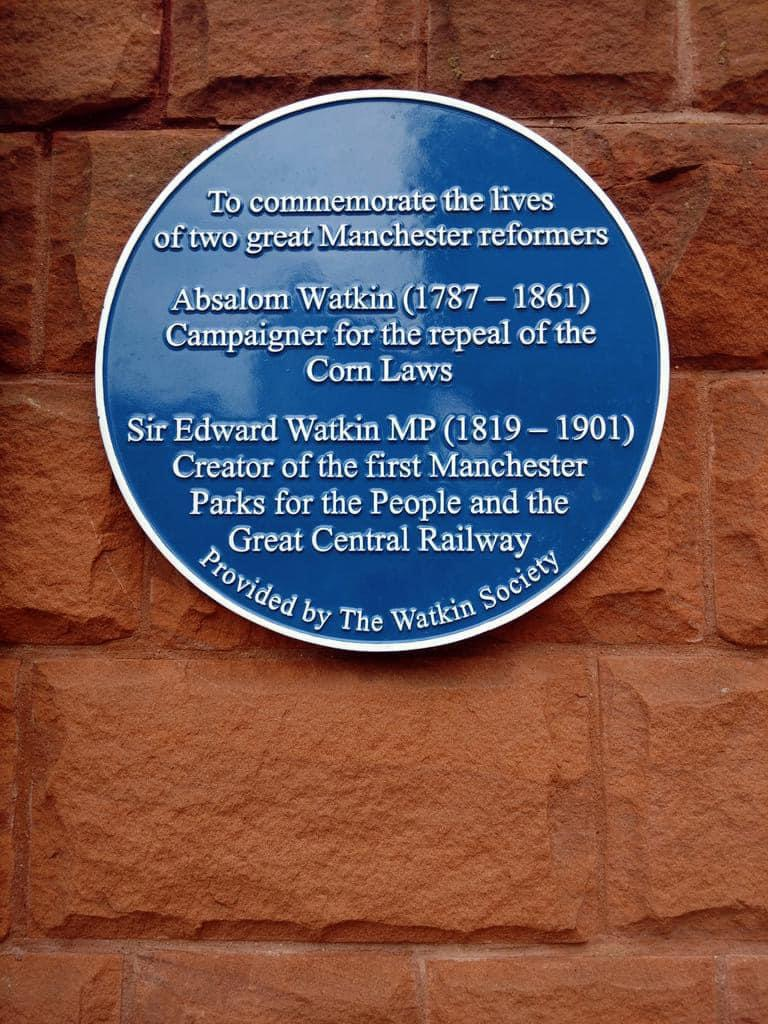 To commemorate the lives
of two great Manchester reformers
Absalom Watkin (1787 – 1861)
Campaigner for the repeal of the
Corn Laws
Sir Edward Watkin MP (1819 – 1901)
Creator of the first Manchester
Parks for the People and the
Great Central Railway
Provided by The Watkin Society